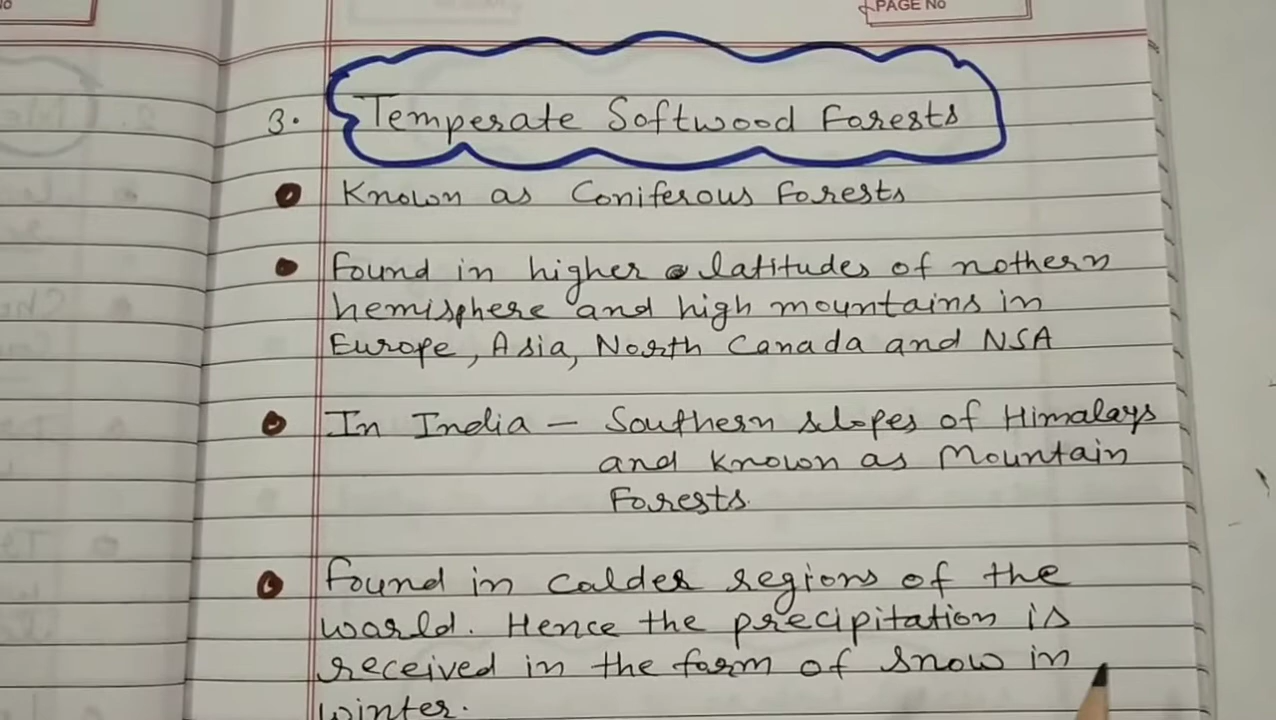 No
PAGE No
3. Temperate Softwood Forests
Known as Coniferous Forests
Found in higher latitudes of nothern
hemisphere and high mountains in
Europe, Asia, North Canada and NSA
In India — Southern slopes of Himalays
and known as Mountain
Forests.
Found in colder regions of the
world. Hence the precipitation is
received in the form of snow in
winter.